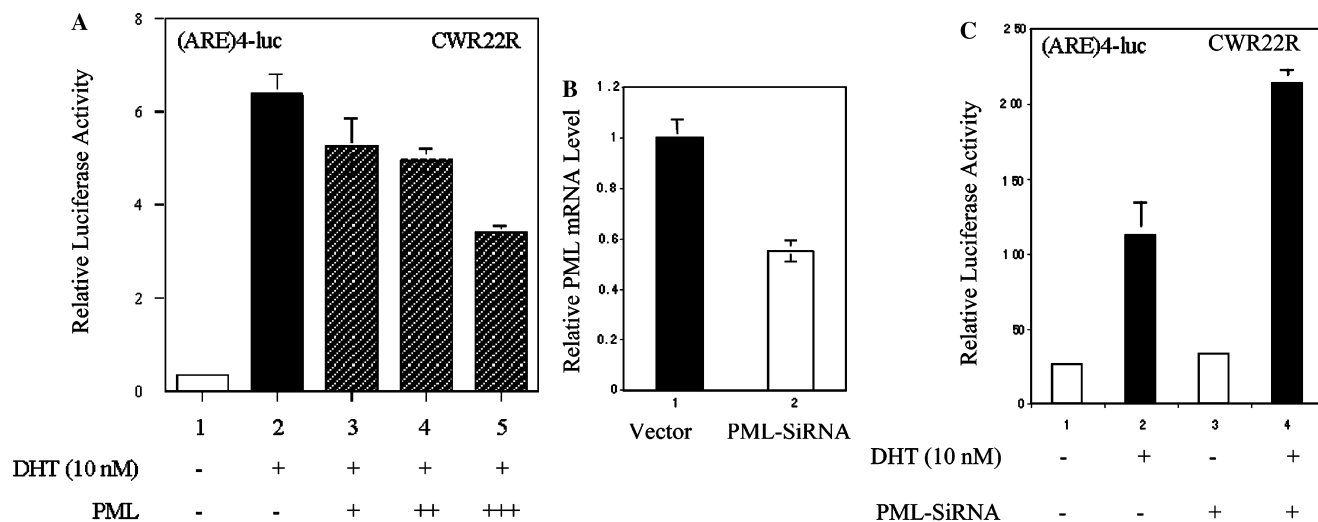 A
(ARE)4-luc CWR22R
Relative Luciferase Activity
8
6
4
2
0
1 2 3 4 5
DHT (10 nM) - + + + +
PML - - + ++ +++
B
Relative PML mRNA Level
1.2
1
0.8
0.6
0.4
0.2
0
1 2
Vector PML-SiRNA
C
(ARE)4-luc CWR22R
Relative Luciferase Activity
250
200
150
100
50
0
1 2 3 4
DHT (10 nM) - + - +
PML-SiRNA - - + +